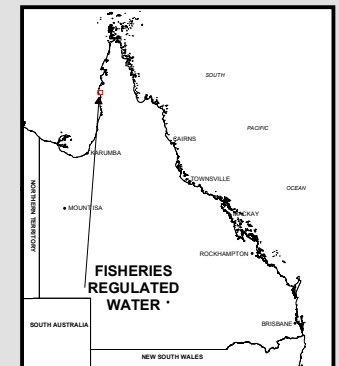 SOUTH
PACIFIC
OCEAN
CAIRNS
KARUMBA
TOWNSVILLE
MOUNT ISA
MACKAY
NORTHERN TERRITORY
ROCKHAMPTON
FISHERIES
REGULATED
WATER
SOUTH AUSTRALIA
BRISBANE
NEW SOUTH WALES